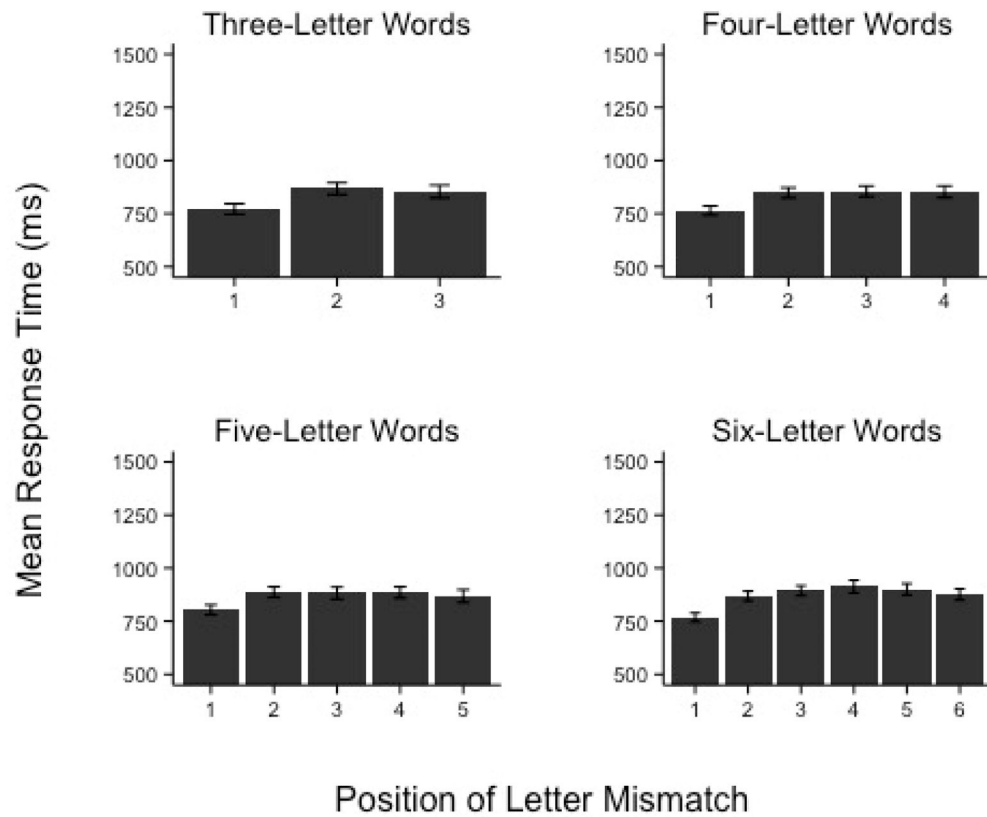 Three-Letter Words
1500
1250
1000
750
500
1 2 3
Four-Letter Words
1500
1250
1000
750
500
1 2 3 4
Mean Response Time (ms)
Five-Letter Words
1500
1250
1000
750
500
1 2 3 4 5
Six-Letter Words
1500
1250
1000
750
500
1 2 3 4 5 6
Position of Letter Mismatch